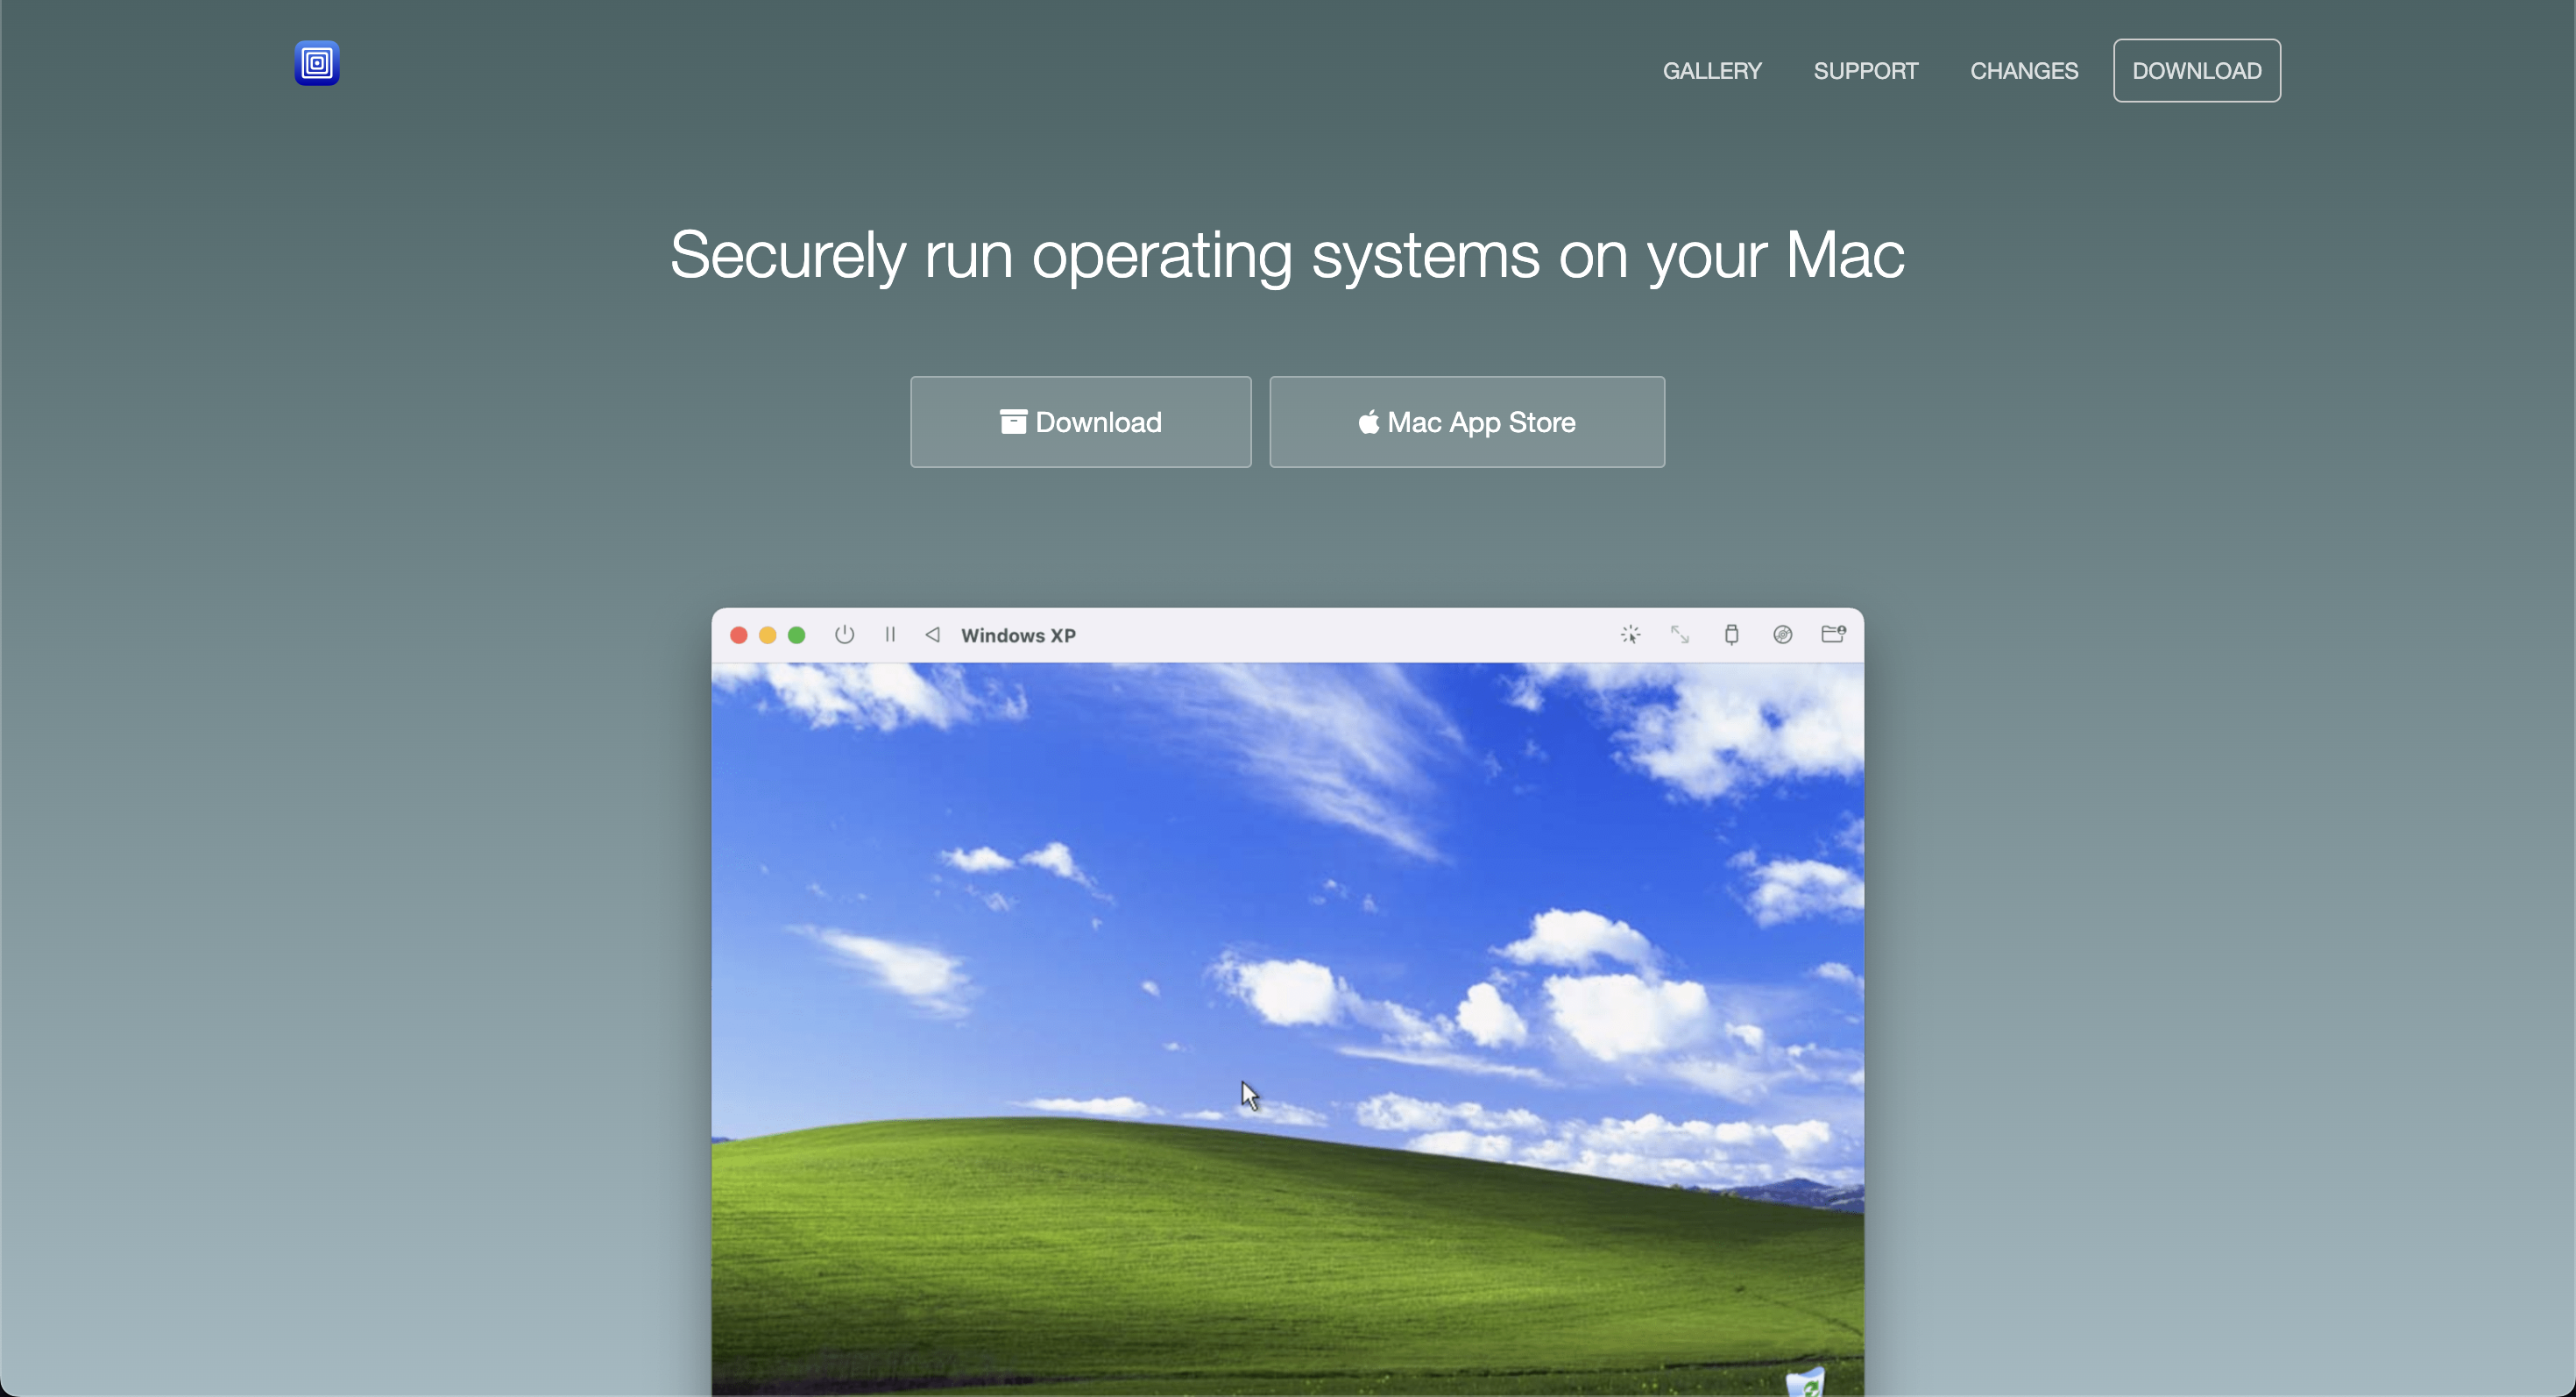 GALLERY SUPPORT CHANGES DOWNLOAD
Securely run operating systems on your Mac
Download Mac App Store
Windows XP